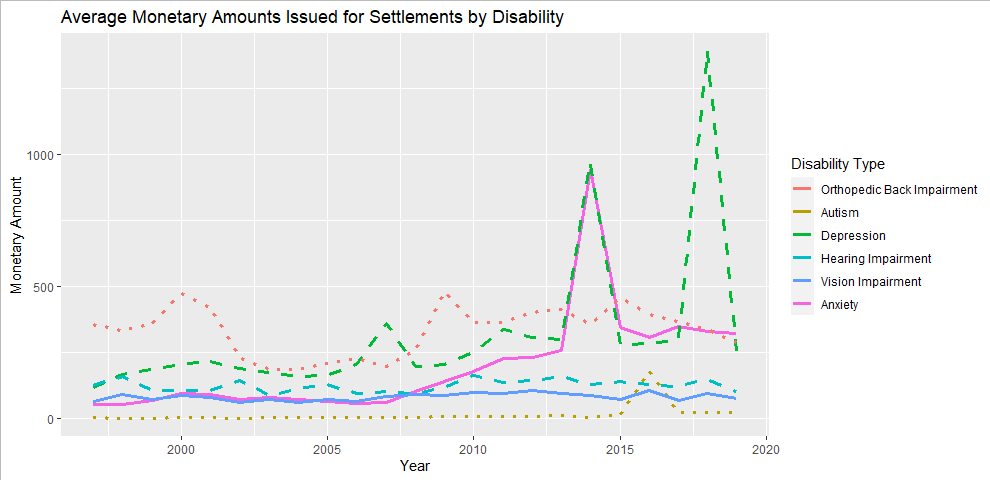 Average Monetary Amounts Issued for Settlements by Disability
Monetary Amount
1000
500
0
2000
2005
2010
2015
2020
Year
Disability Type
Orthopedic Back Impairment
Autism
Depression
Hearing Impairment
Vision Impairment
Anxiety